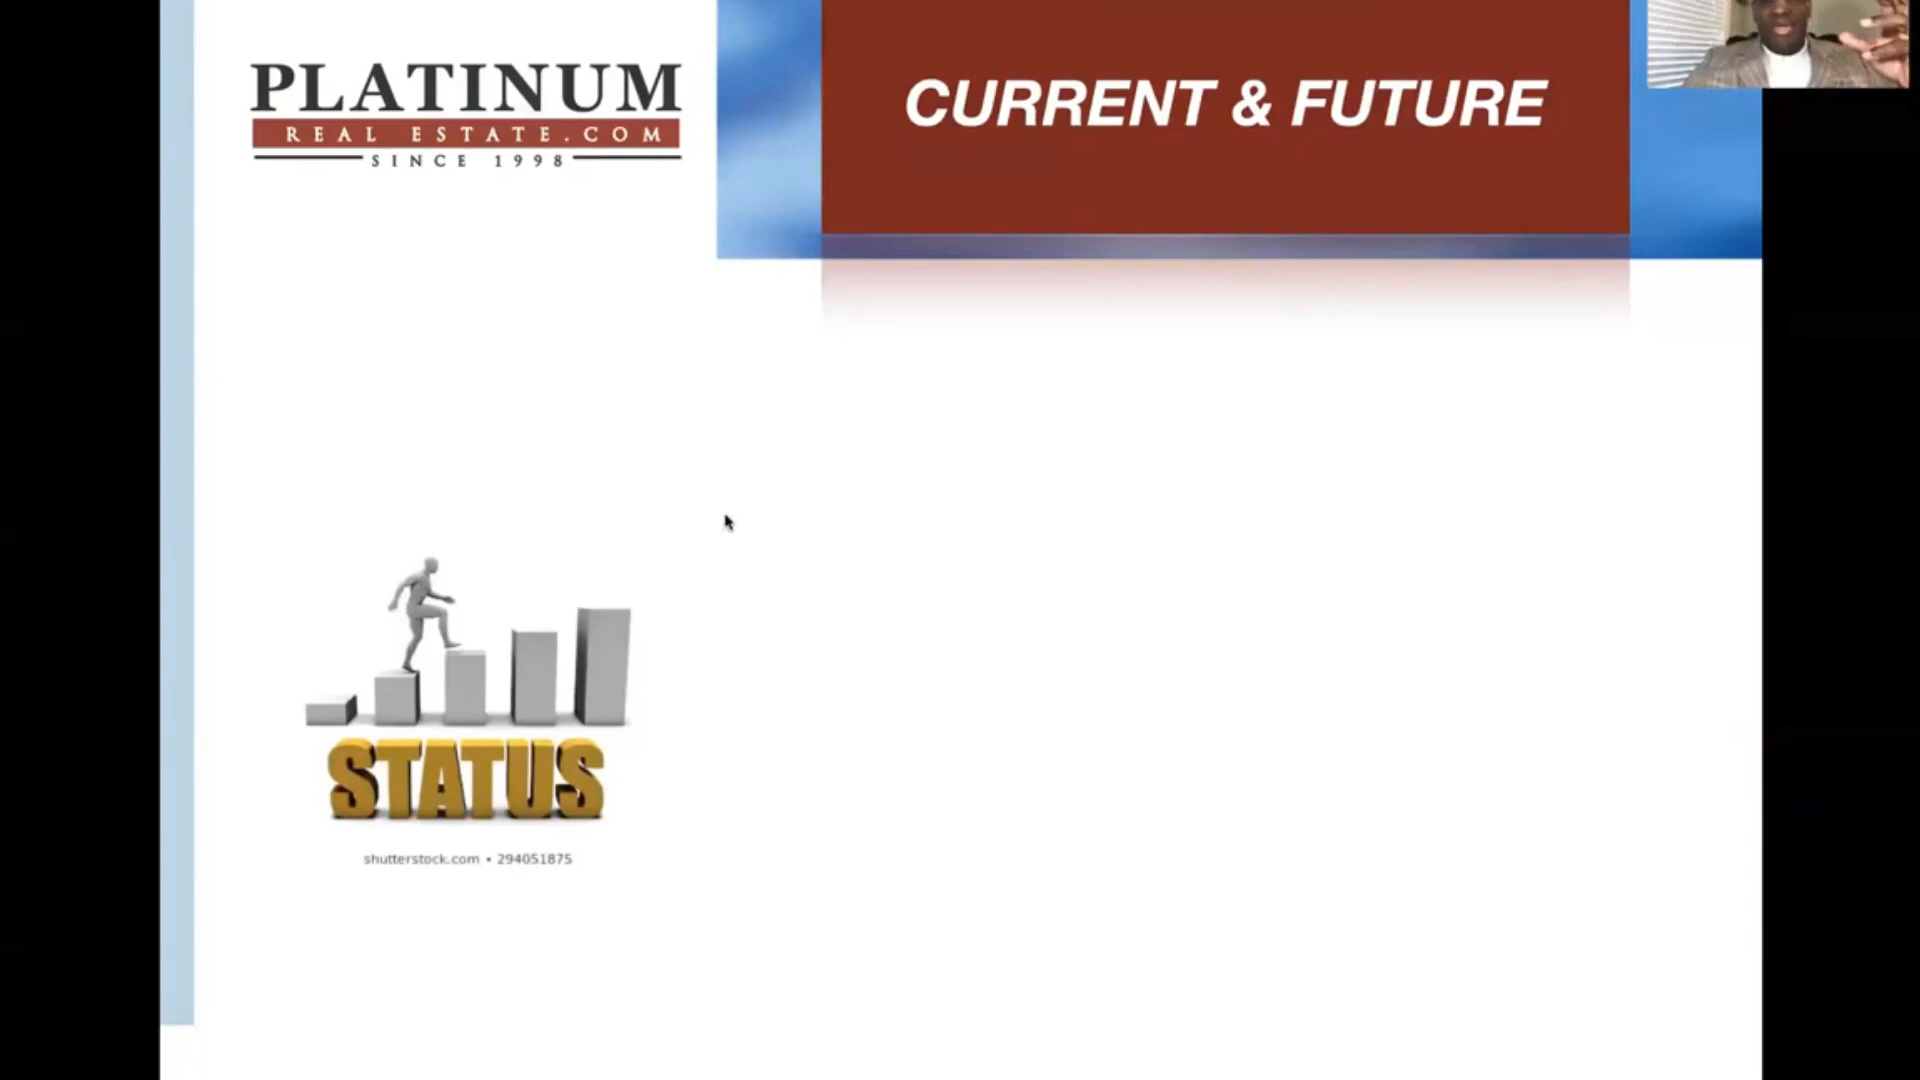 PLATINUM
REAL ESTATE.COM
SINCE 1998
CURRENT & FUTURE
STATUS
shutterstock.com • 294051875